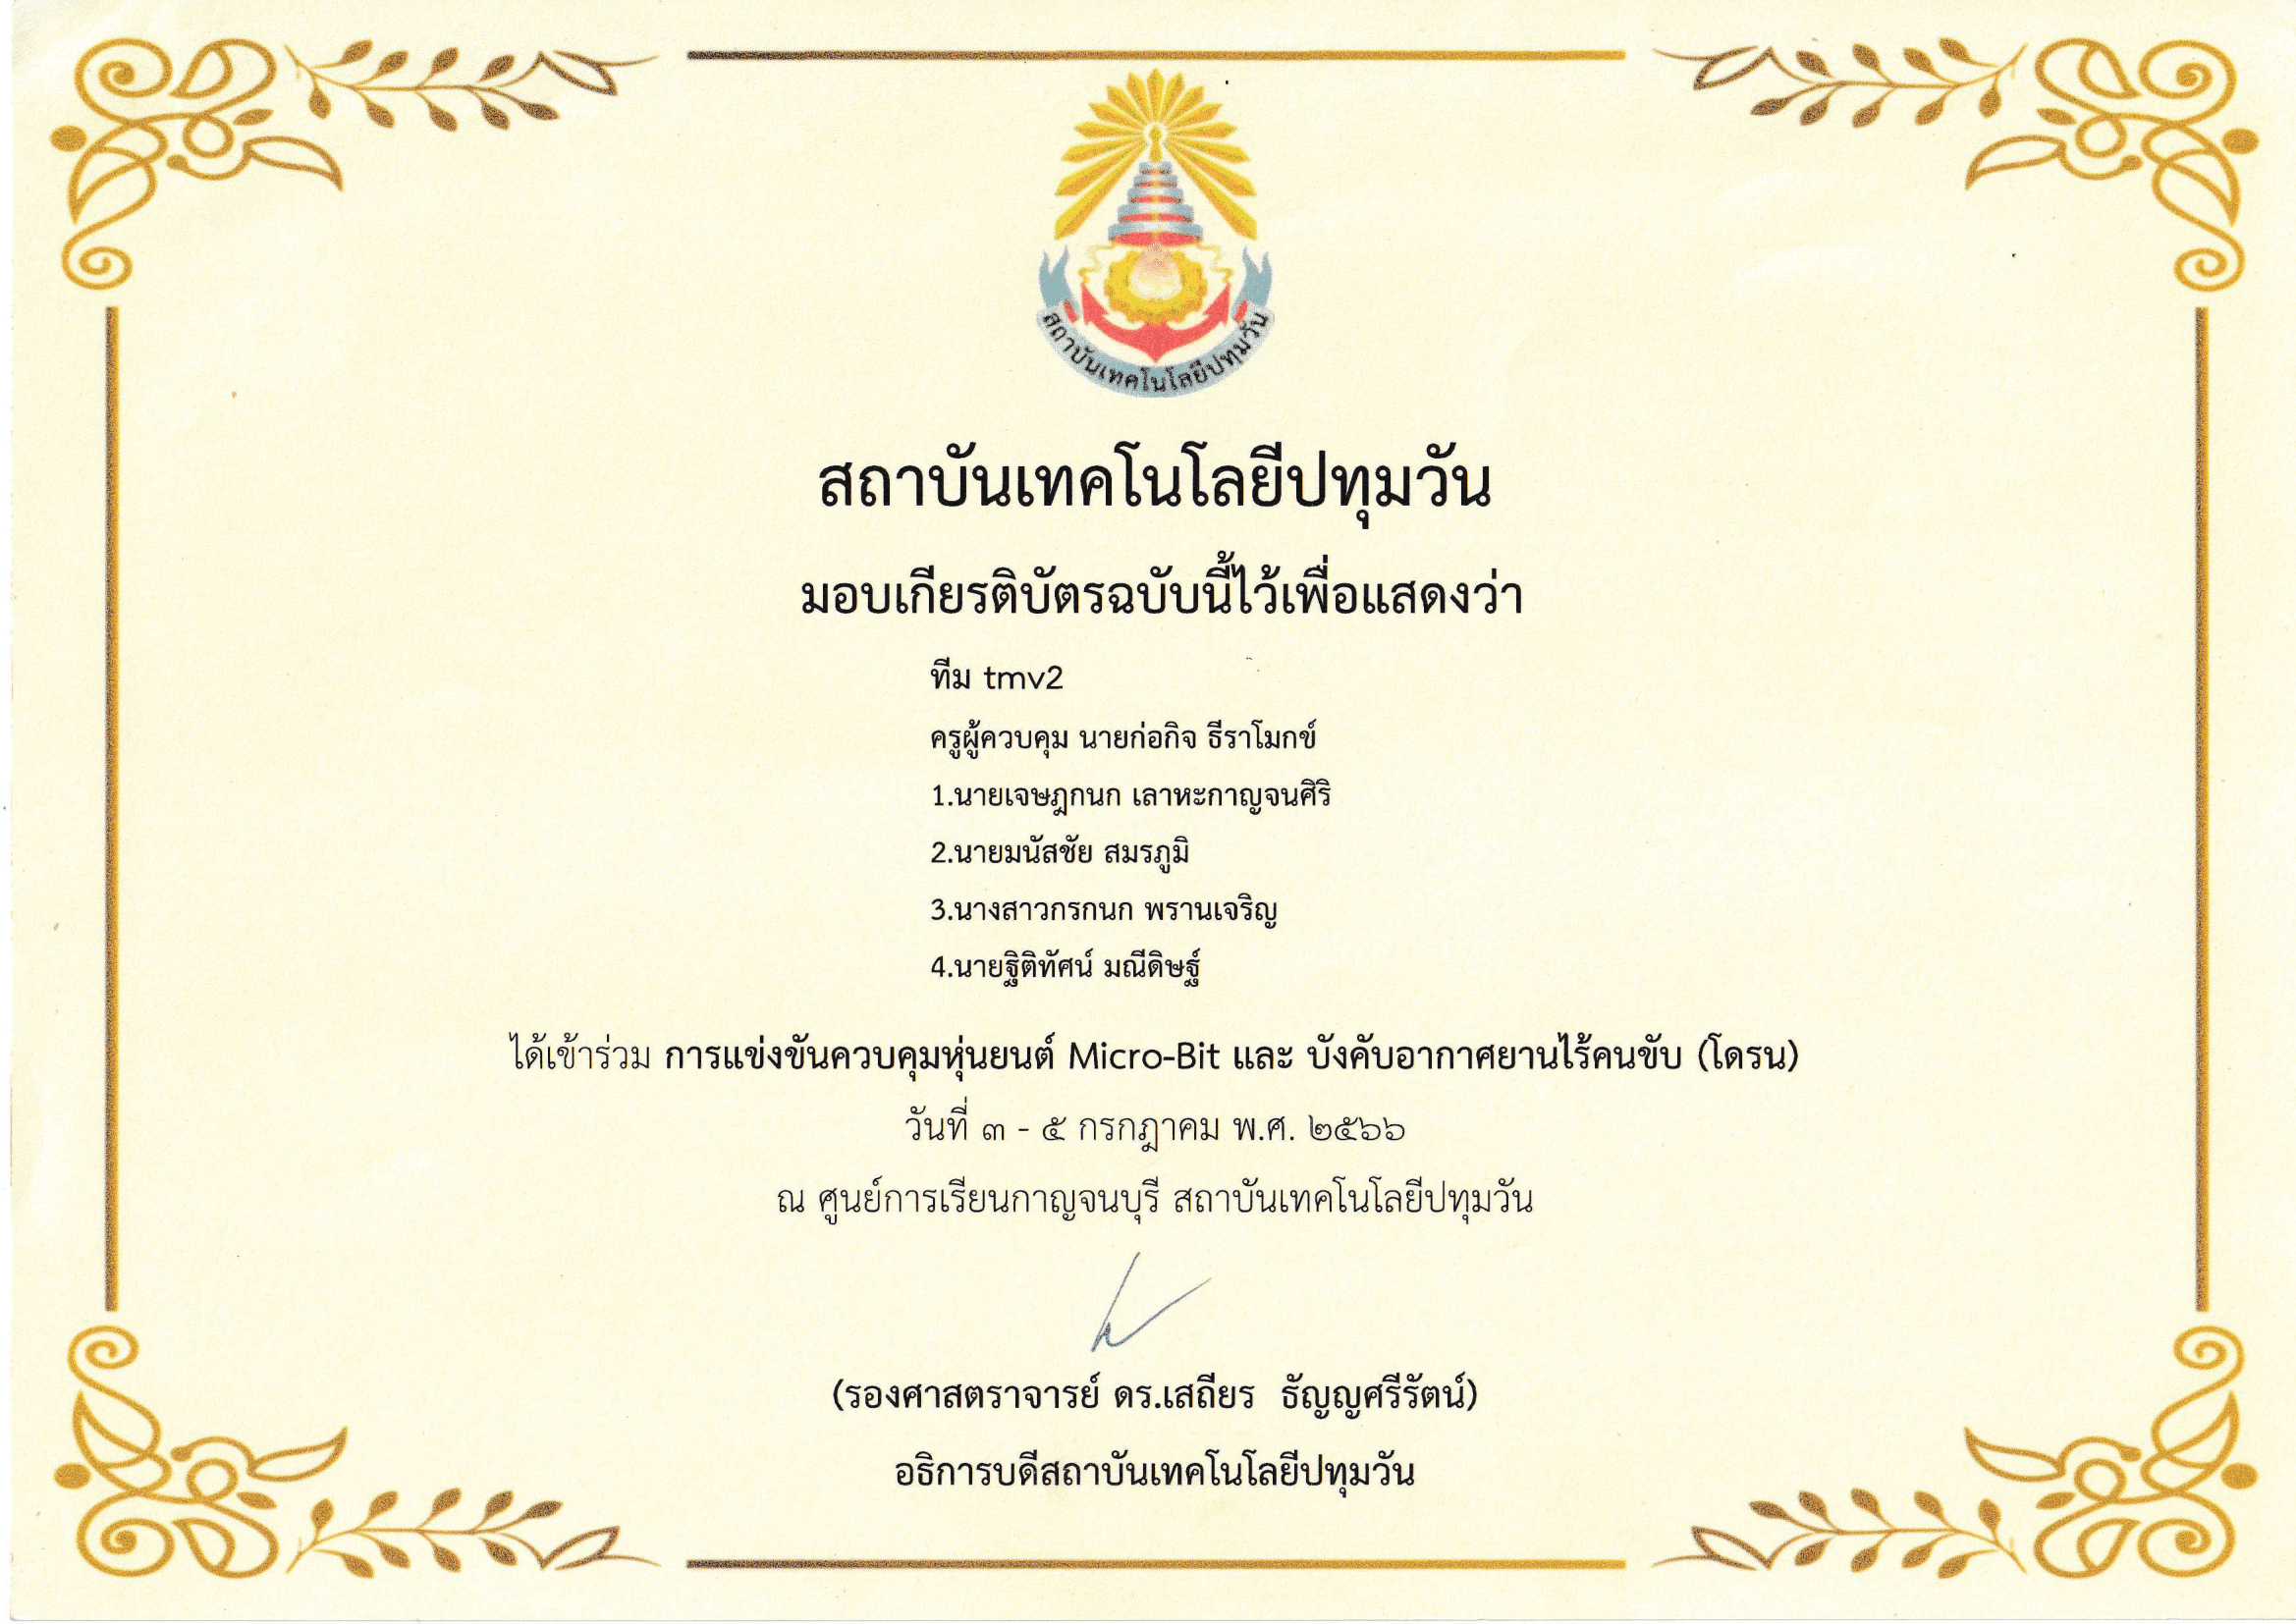 สถาบันเทคโนโลยีปทุมวัน
สถาบันเทคโนโลยีปทุมวัน
มอบเกียรติบัตรฉบับนี้ไว้เพื่อแสดงว่า
ทีม tmv2
ครูผู้ควบคุม นายก่อกิจ ธีราโมกข์
1.นายเจษฎกนก เลาหะกาญจนศิริ
2.นายมนัสชัย สมรภูมิ
3.นางสาวกรกนก พรานเจริญ
4.นายฐิติทัศน์ มณีดิษฐ์
ได้เข้าร่วม การแข่งขันควบคุมหุ่นยนต์ Micro-Bit และ บังคับอากาศยานไร้คนขับ (โดรน)
วันที่ ๓ - ๕ กรกฎาคม พ.ศ. ๒๕๖๖
ณ ศูนย์การเรียนกาญจนบุรี สถาบันเทคโนโลยีปทุมวัน
(รองศาสตราจารย์ ดร.เสถียร ธัญญศรีรัตน์)
อธิการบดีสถาบันเทคโนโลยีปทุมวัน